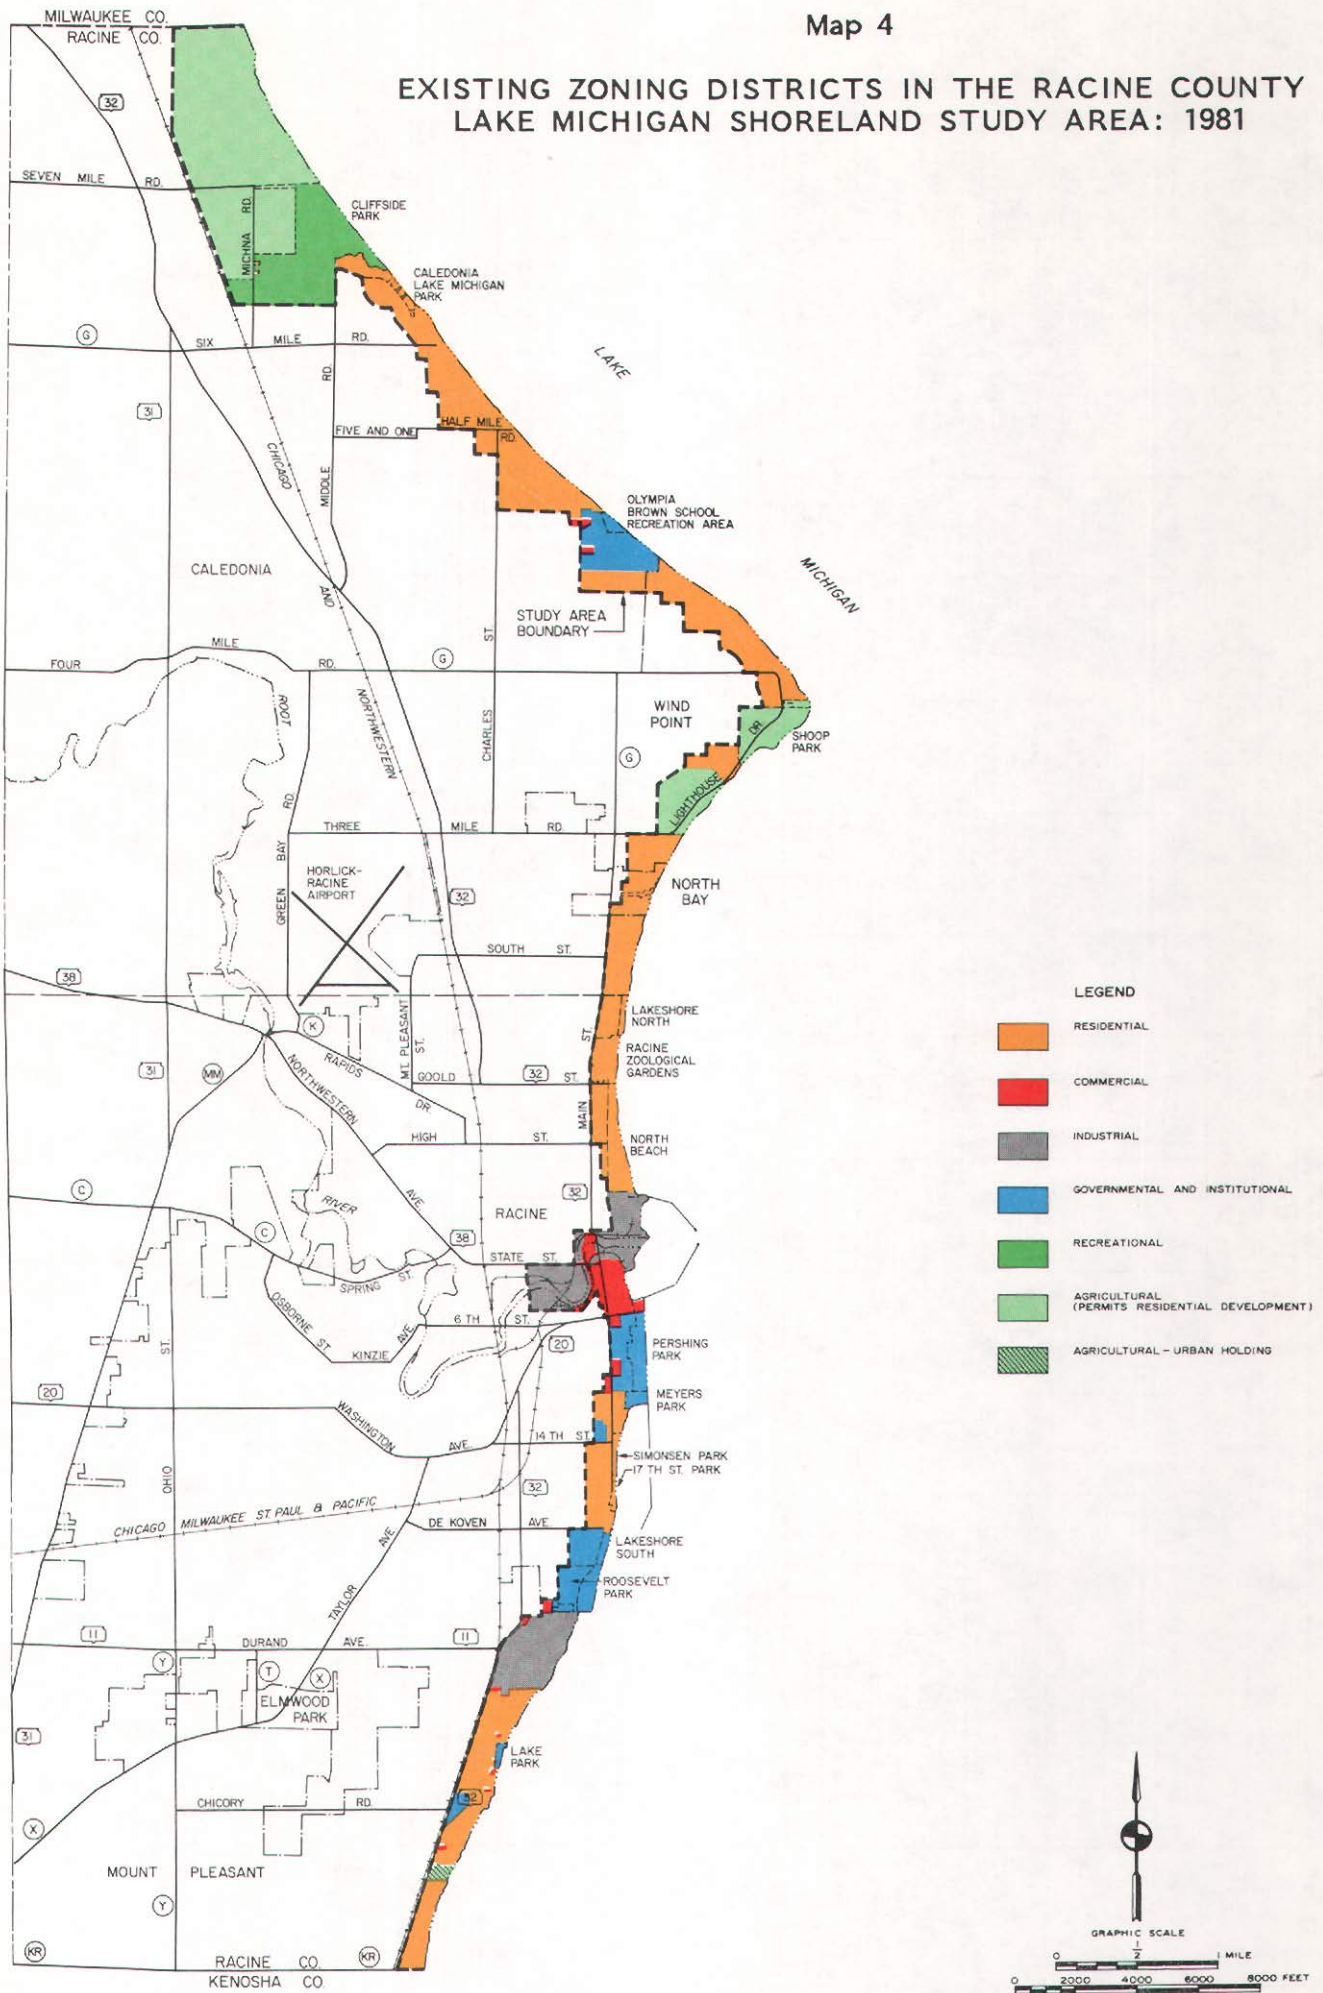 Map 4
EXISTING ZONING DISTRICTS IN THE RACINE COUNTY
LAKE MICHIGAN SHORELAND STUDY AREA: 1981
MILWAUKEE CO.
RACINE CO.
32
SEVEN MILE RD.
MICHNA RD.
CLIFFSIDE
PARK
CALEDONIA
LAKE MICHIGAN
PARK
G
SIX MILE RD.
LAKE
31
RD.
MIDDLE
FIVE AND ONE HALF MILE
RD.
CHICAGO
AND
NORTHWESTERN
OLYMPIA
BROWN SCHOOL
RECREATION AREA
CALEDONIA
MICHIGAN
STUDY AREA
BOUNDARY
ST.
CHARLES
FOUR MILE RD.
G
ROOT
WIND
POINT
G
DR
SHOOP
PARK
LIGHTHOUSE
GREEN BAY RD.
THREE MILE RD.
HORLICK-
RACINE
AIRPORT
32
NORTH
BAY
SOUTH ST.
38
LAKESHORE
NORTH
K
MT. PLEASANT
ST.
ST.
RACINE
ZOOLOGICAL
GARDENS
RAPIDS
DR
31
MM
NORTHWESTERN
AVE.
GOOLD 32 ST.
MAIN
HIGH ST.
NORTH
BEACH
C
RIVER
32
RACINE
C
38
STATE ST.
SPRING ST.
OSBORNE ST
6 TH ST.
KINZIE AVE.
20
PERSHING
PARK
20
MEYERS
PARK
WASHINGTON AVE.
14 TH ST.
SIMONSEN PARK
17 TH ST. PARK
ST.
OHIO
32
CHICAGO MILWAUKEE ST. PAUL & PACIFIC
DE KOVEN AVE.
LAKESHORE
SOUTH
AVE.
TAYLOR
ROOSEVELT
PARK
11
DURAND AVE.
11
Y
T
X
ELMWOOD
PARK
31
LAKE
PARK
CHICORY RD.
32
X
MOUNT PLEASANT
Y
KR
KR
RACINE CO.
KENOSHA CO.
LEGEND
RESIDENTIAL
COMMERCIAL
INDUSTRIAL
GOVERNMENTAL AND INSTITUTIONAL
RECREATIONAL
AGRICULTURAL
(PERMITS RESIDENTIAL DEVELOPMENT)
AGRICULTURAL - URBAN HOLDING
GRAPHIC SCALE
0 1/2 1 MILE
0 2000 4000 6000 8000 FEET